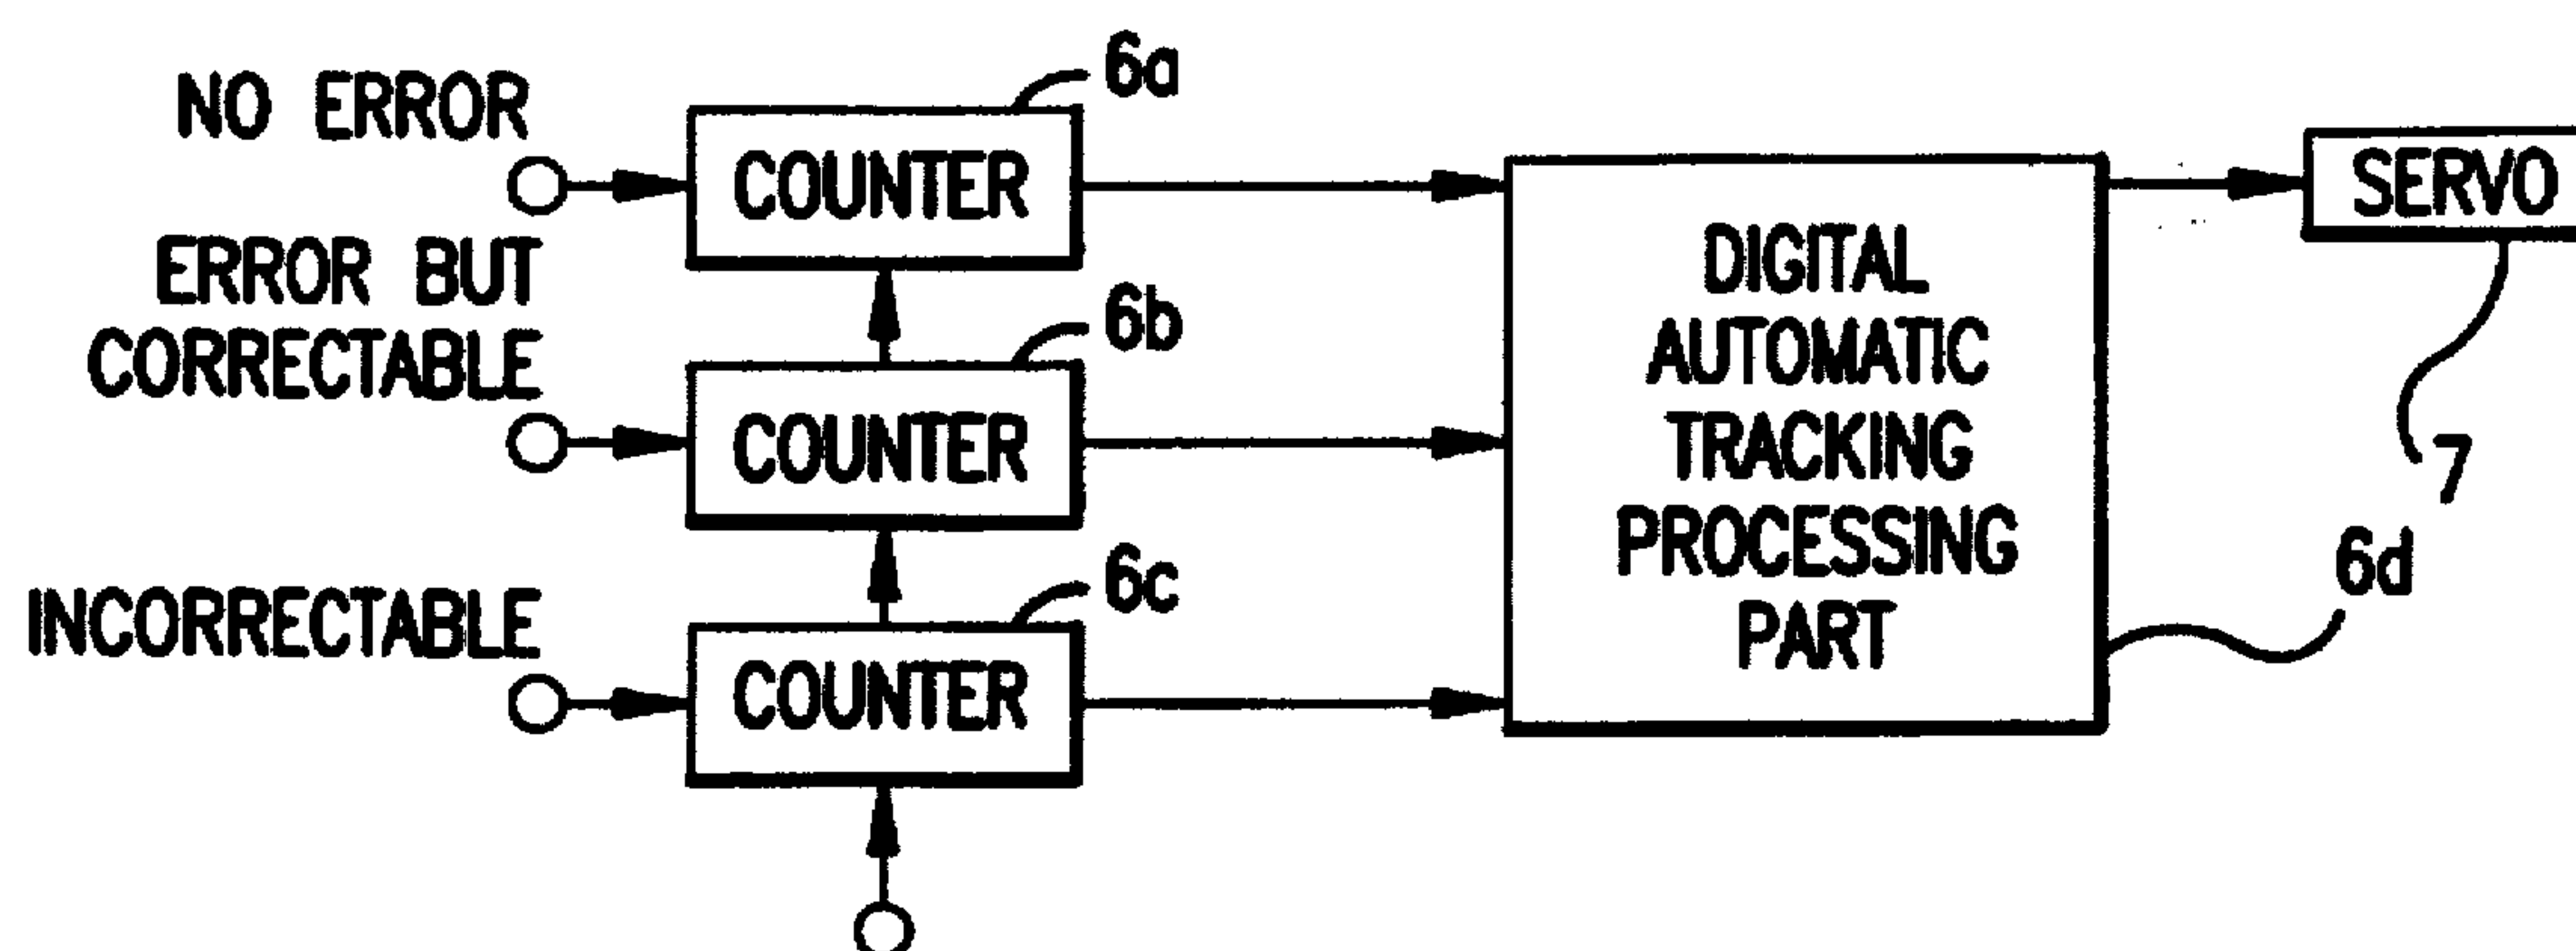 NO ERROR
6a
COUNTER
SERVO
ERROR BUT
CORRECTABLE
6b
COUNTER
DIGITAL
AUTOMATIC
TRACKING
PROCESSING
PART
7
6d
INCORRECTABLE
6c
COUNTER